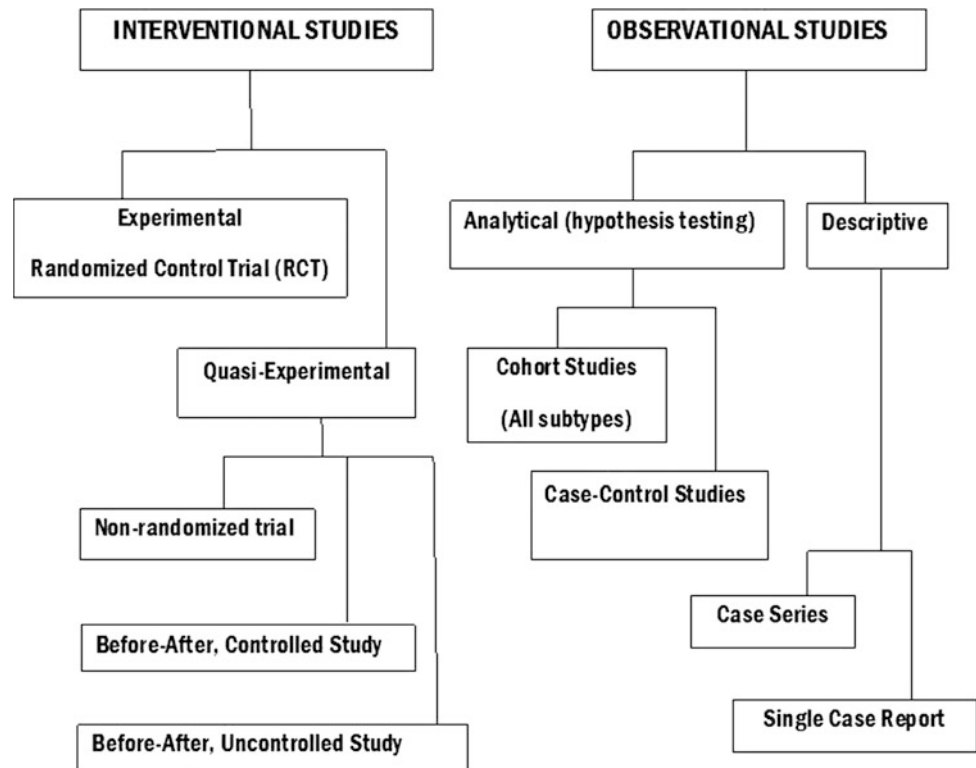 INTERVENTIONAL STUDIES
OBSERVATIONAL STUDIES
Experimental
Randomized Control Trial (RCT)
Analytical (hypothesis testing)
Descriptive
Quasi-Experimental
Cohort Studies
(All subtypes)
Non-randomized trial
Case-Control Studies
Before-After, Controlled Study
Case Series
Before-After, Uncontrolled Study
Single Case Report